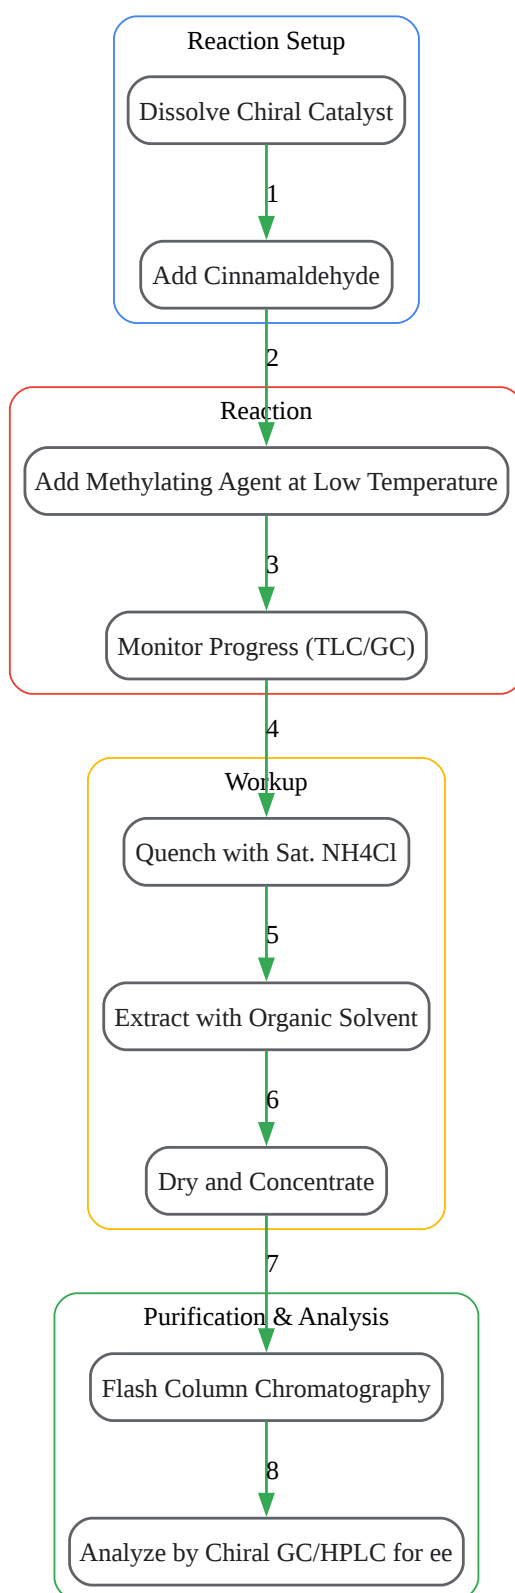 Reaction Setup
Dissolve Chiral Catalyst
1
Add Cinnamaldehyde
2
Reaction
Add Methylating Agent at Low Temperature
3
Monitor Progress (TLC/GC)
4
Workup
Quench with Sat. NH4Cl
5
Extract with Organic Solvent
6
Dry and Concentrate
7
Purification & Analysis
Flash Column Chromatography
8
Analyze by Chiral GC/HPLC for ee